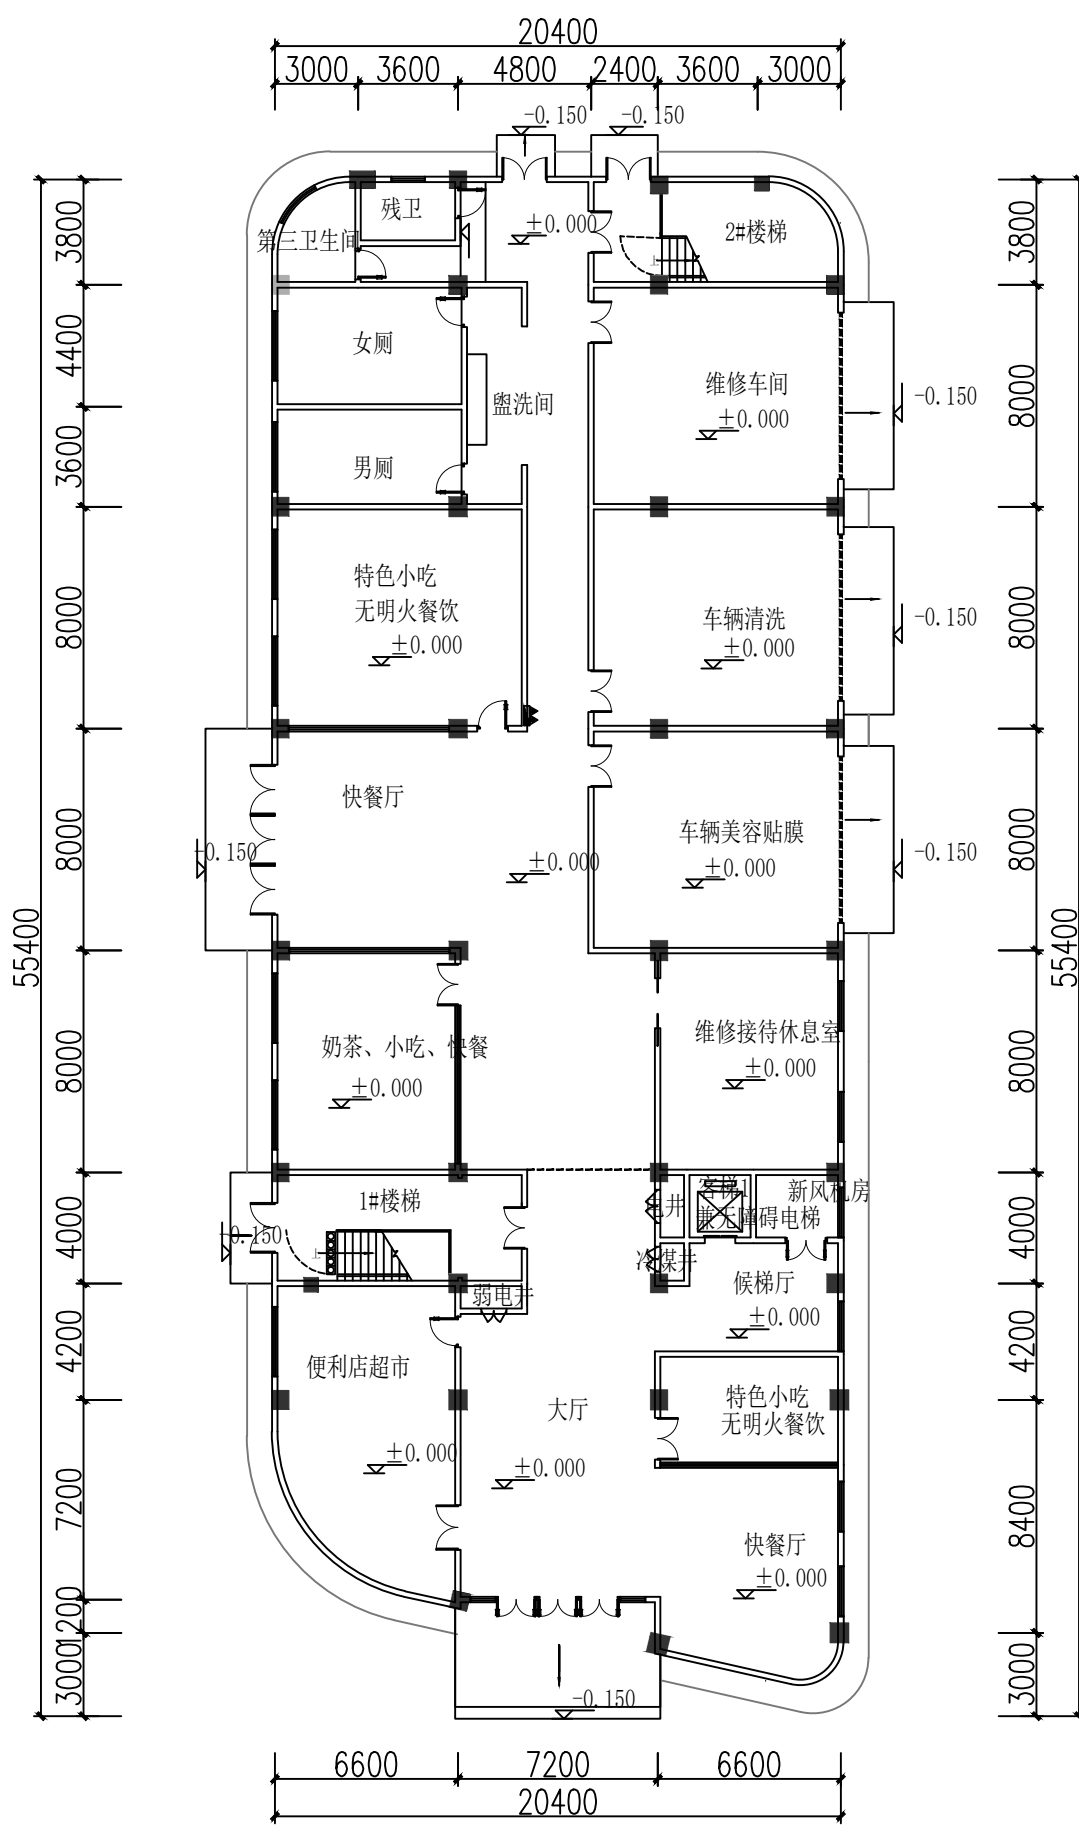 20400
3000 3600 4800 2400 3600 3000
-0.150 -0.150
3800
残卫
±0.000
2#楼梯
第三卫生间
上
3800
4400
女厕
维修车间
±0.000
盥洗间
-0.150
8000
3600
男厕
8000
特色小吃
无明火餐饮
±0.000
车辆清洗
±0.000
-0.150
8000
8000
快餐厅
-0.150
±0.000
车辆美容贴膜
±0.000
-0.150
8000
55400
55400
8000
奶茶、小吃、快餐
±0.000
维修接待休息室
±0.000
8000
4000
1#楼梯
上
-0.150
电井
客梯1
兼无障碍电梯
新风机房
4000
冷媒井
弱电井
候梯厅
±0.000
4200
便利店超市
±0.000
大厅
±0.000
特色小吃
无明火餐饮
4200
7200
快餐厅
±0.000
8400
1200
3000
-0.150
3000
6600 7200 6600
20400